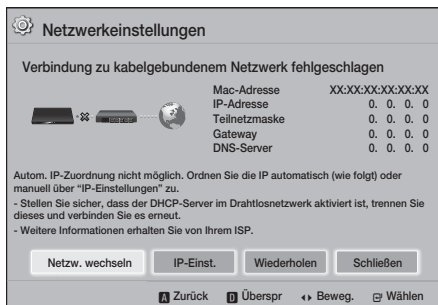 Netzwerkeinstellungen
Verbindung zu kabelgebundenem Netzwerk fehlgeschlagen
Mac-Adresse XX:XX:XX:XX:XX:XX
IP-Adresse 0. 0. 0. 0
Teilnetzmaske 0. 0. 0. 0
Gateway 0. 0. 0. 0
DNS-Server 0. 0. 0. 0
Autom. IP-Zuordnung nicht möglich. Ordnen Sie die IP automatisch (wie folgt) oder
manuell über "IP-Einstellungen" zu.
- Stellen Sie sicher, dass der DHCP-Server im Drahtlosnetzwerk aktiviert ist, trennen Sie
dieses und verbinden Sie es erneut.
- Weitere Informationen erhalten Sie von Ihrem ISP.
Netzw. wechseln IP-Einst. Wiederholen Schließen
A Zurück D Überspr Beweg. Wählen